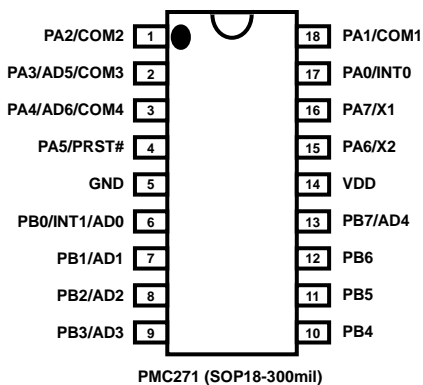 PA2/COM2 1 18 PA1/COM1
PA3/AD5/COM3 2 17 PA0/INT0
PA4/AD6/COM4 3 16 PA7/X1
PA5/PRST# 4 15 PA6/X2
GND 5 14 VDD
PB0/INT1/AD0 6 13 PB7/AD4
PB1/AD1 7 12 PB6
PB2/AD2 8 11 PB5
PB3/AD3 9 10 PB4
PMC271 (SOP18-300mil)